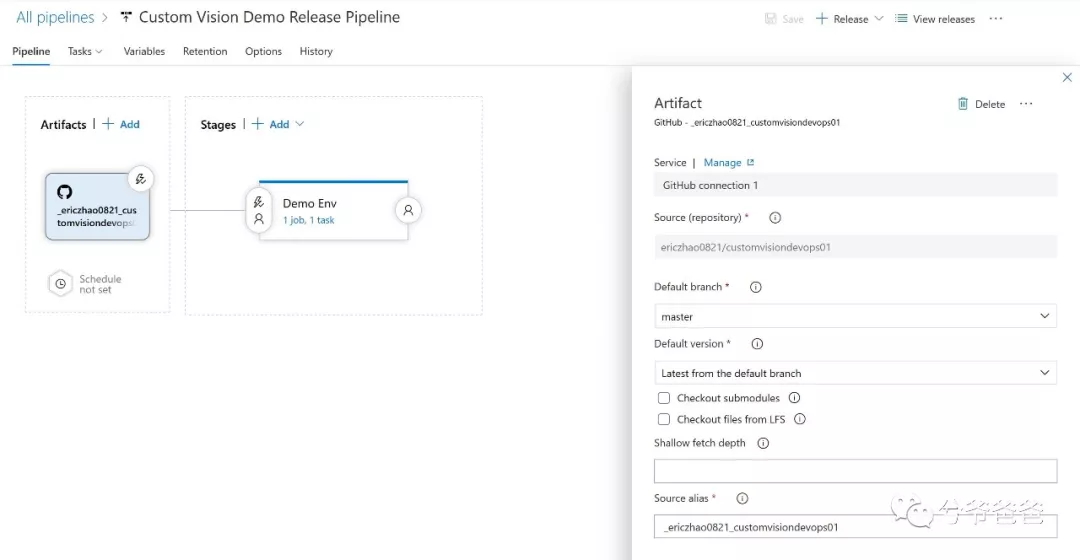 All pipelines > Custom Vision Demo Release Pipeline
Save + Release View releases ...
Pipeline Tasks Variables Retention Options History
Artifacts | + Add
Stages | + Add
_ericzhao0821_cus
tomvisiondevops
Schedule
not set
Demo Env
1 job, 1 task
Artifact
Delete ...
GitHub - _ericzhao0821_customvisiondevops01
Service | Manage
GitHub connection 1
Source (repository) *
ericzhao0821/customvisiondevops01
Default branch *
master
Default version *
Latest from the default branch
Checkout submodules
Checkout files from LFS
Shallow fetch depth
Source alias *
_ericzhao0821_customvisiondevops01
兮爷爸爸